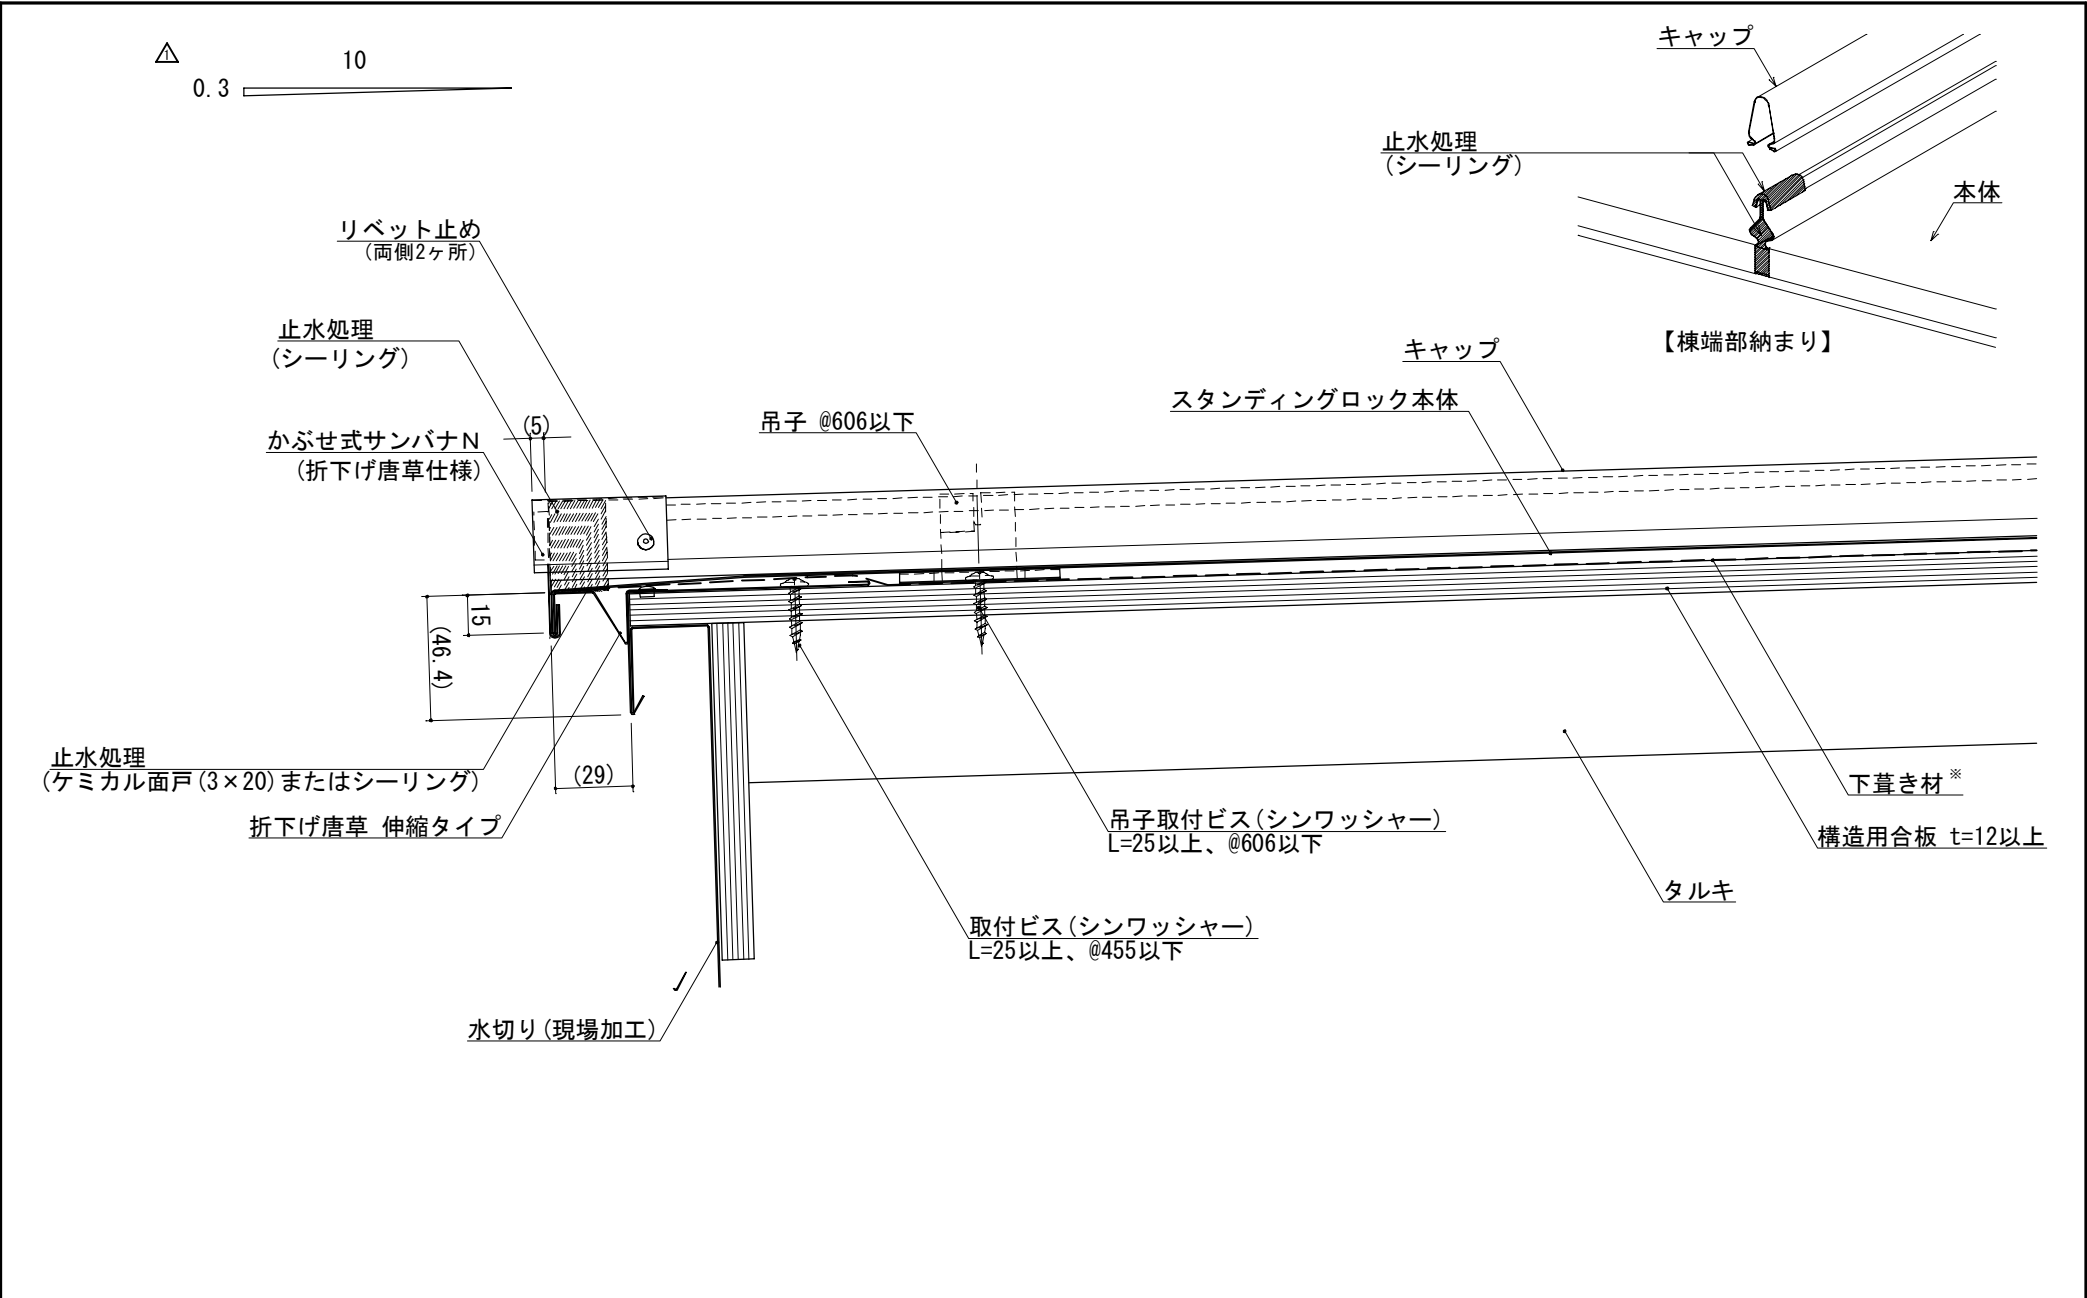 1
10
0.3
キャップ
止水処理
(シーリング)
本体
【棟端部納まり】
リベット止め
(両側2ヶ所)
止水処理
(シーリング)
かぶせ式サンバナN
(折下げ唐草仕様)
(5)
吊子 @606以下
キャップ
スタンディングロック本体
15
(46.4)
(29)
止水処理
(ケミカル面戸(3×20)またはシーリング)
折下げ唐草 伸縮タイプ
吊子取付ビス(シンワッシャー)
L=25以上、@606以下
取付ビス(シンワッシャー)
L=25以上、@455以下
水切り(現場加工)
下葺き材※
構造用合板 t=12以上
タルキ